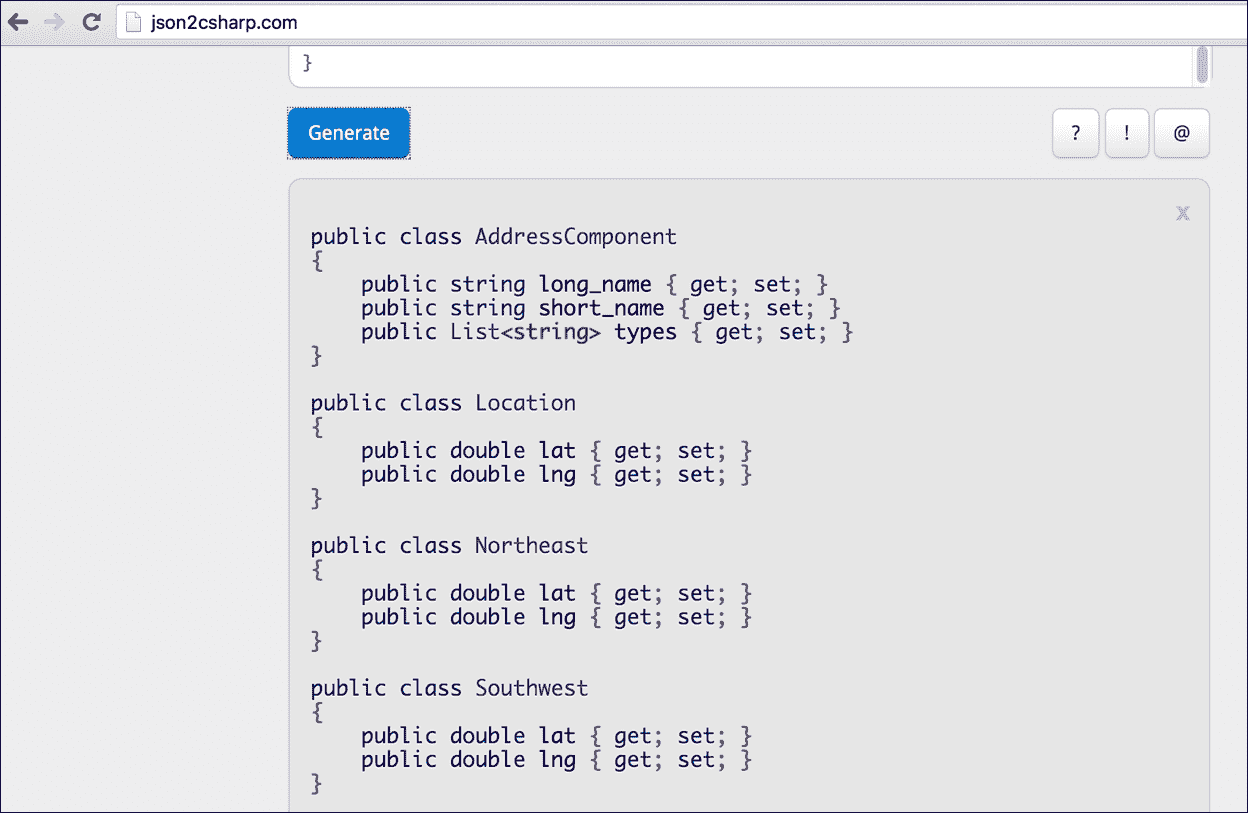 json2csharp.com
}
Generate
? ! @
x
public class AddressComponent
{
    public string long_name { get; set; }
    public string short_name { get; set; }
    public List<string> types { get; set; }
}
public class Location
{
    public double lat { get; set; }
    public double lng { get; set; }
}
public class Northeast
{
    public double lat { get; set; }
    public double lng { get; set; }
}
public class Southwest
{
    public double lat { get; set; }
    public double lng { get; set; }
}